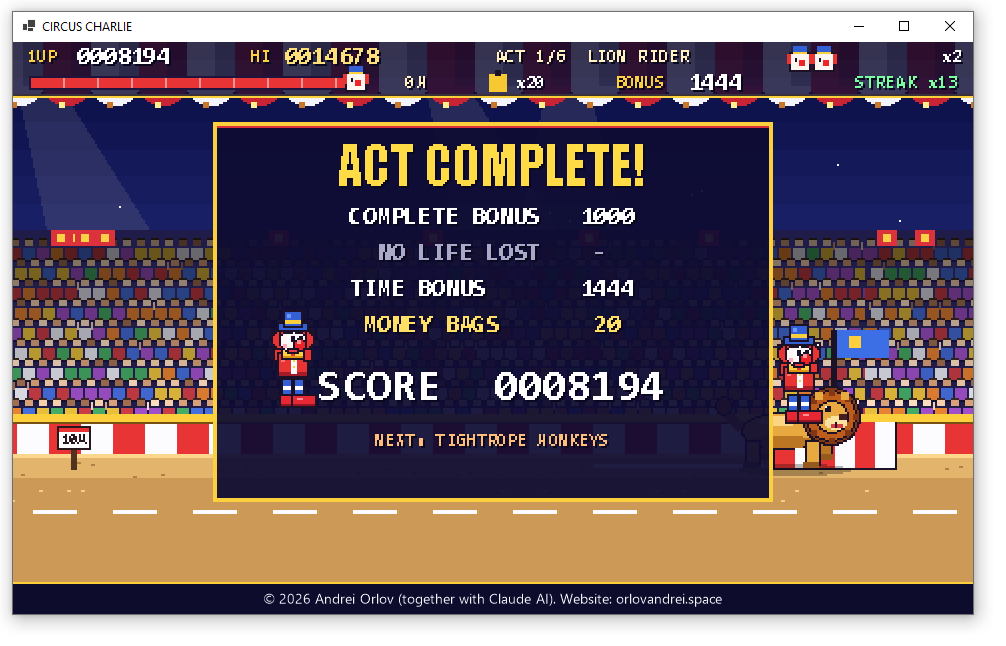 CIRCUS CHARLIE
1UP 0008194 HI 0014678 ACT 1/6 LION RIDER x2
0M x20 BONUS 1444 STREAK x13
ACT COMPLETE!
COMPLETE BONUS 1000
NO LIFE LOST -
TIME BONUS 1444
MONEY BAGS 20
SCORE 0008194
10M
NEXT: TIGHTROPE MONKEYS
© 2026 Andrei Orlov (together with Claude AI). Website: orlovandrei.space